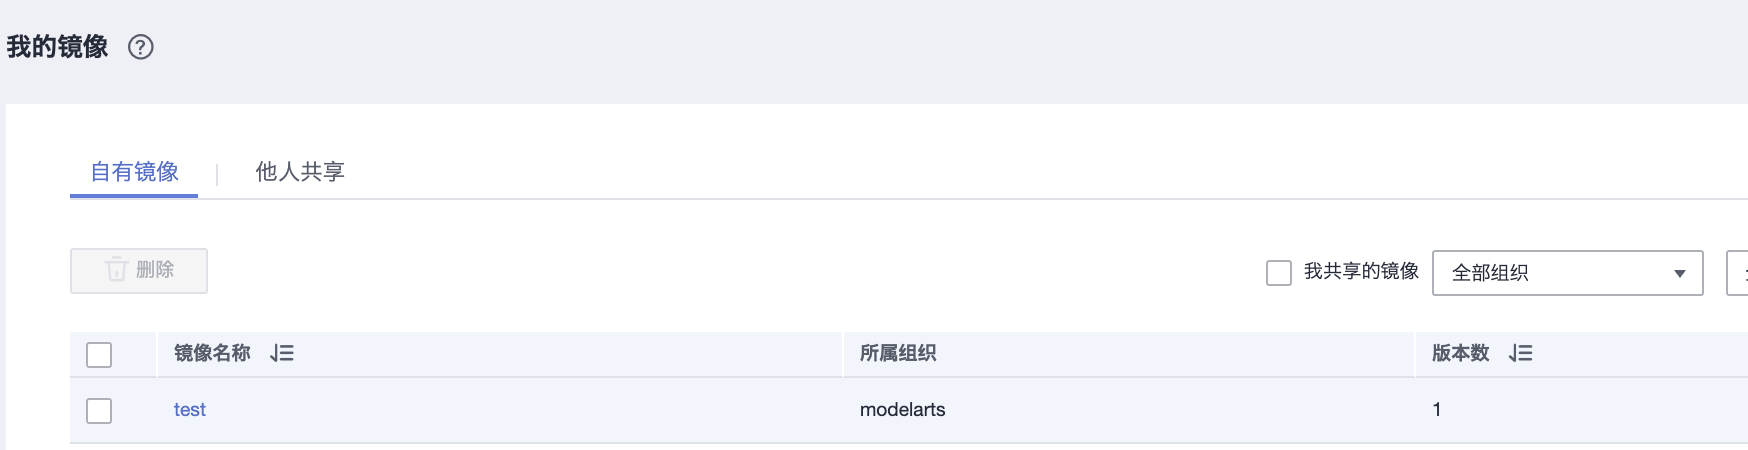 我的镜像 ?
自有镜像 | 他人共享
删除 我共享的镜像 全部组织
镜像名称 所属组织 版本数
test modelarts 1